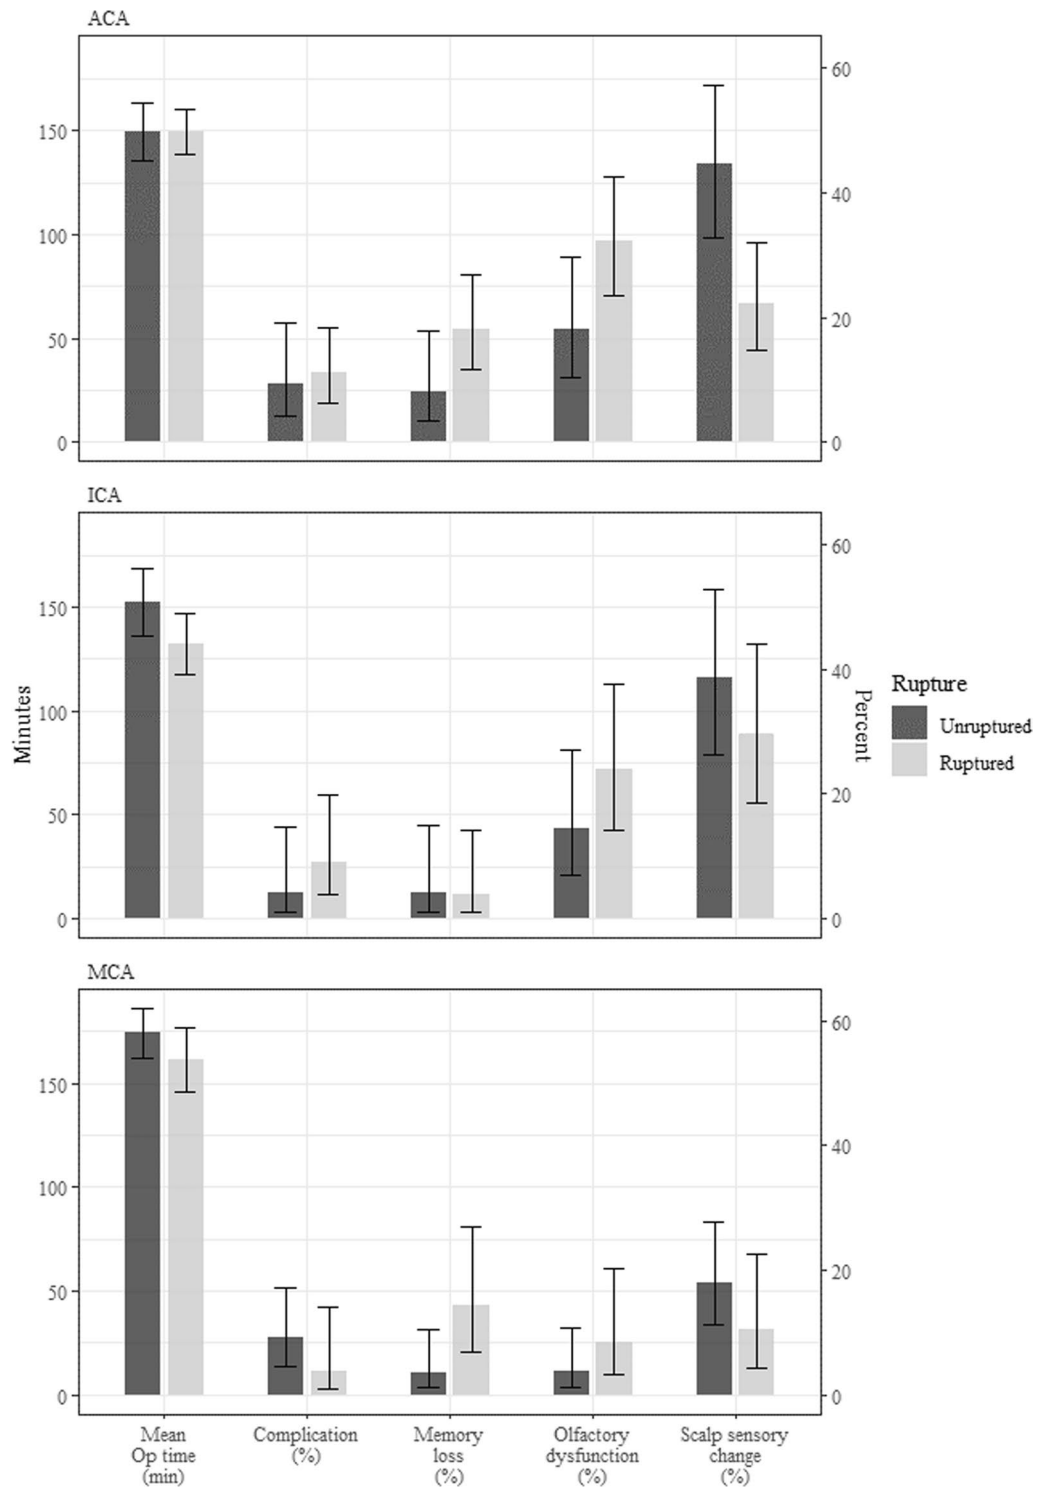 ACA
60
150
40
100
20
50
0
0
ICA
60
150
40
100
20
50
0
0
Minutes
Percent
Rupture
Unruptured
Ruptured
MCA
60
150
40
100
20
50
0
0
Mean
Op time
(min)
Complication
(%)
Memory
loss
(%)
Olfactory
dysfunction
(%)
Scalp sensory
change
(%)